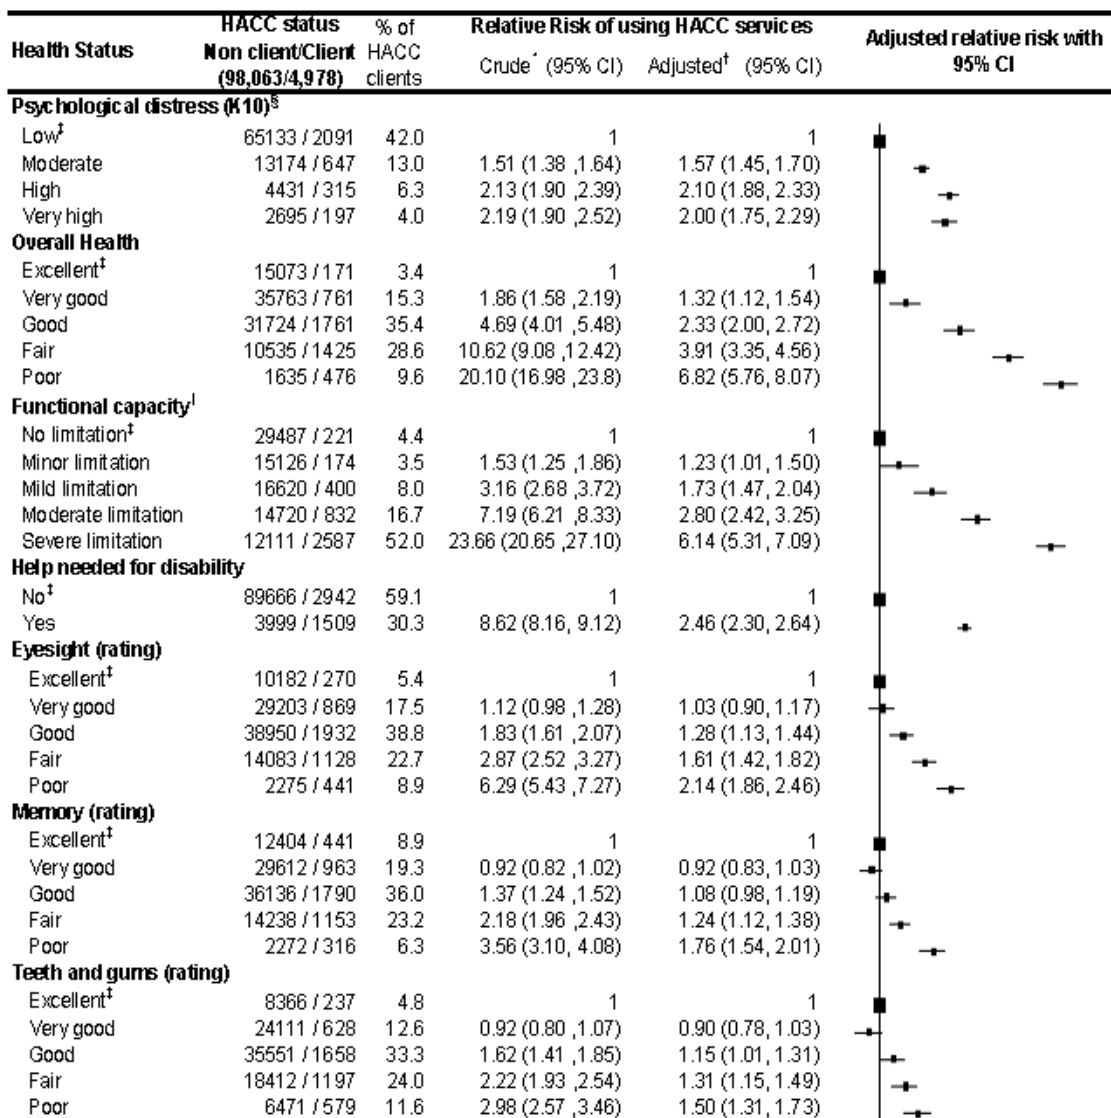 Health Status HACC status Non client/Client (98,063/4,978) % of HACC clients Relative Risk of using HACC services Crude* (95% CI) Adjusted† (95% CI) Adjusted relative risk with 95% CI
Psychological distress (K10)§
Low‡ 65133 / 2091 42.0 1 1
Moderate 13174 / 647 13.0 1.51 (1.38 ,1.64) 1.57 (1.45, 1.70)
High 4431 / 315 6.3 2.13 (1.90 ,2.39) 2.10 (1.88, 2.33)
Very high 2695 / 197 4.0 2.19 (1.90 ,2.52) 2.00 (1.75, 2.29)
Overall Health
Excellent‡ 15073 / 171 3.4 1 1
Very good 35763 / 761 15.3 1.86 (1.58 ,2.19) 1.32 (1.12, 1.54)
Good 31724 / 1761 35.4 4.69 (4.01 ,5.48) 2.33 (2.00, 2.72)
Fair 10535 / 1425 28.6 10.62 (9.08 ,12.42) 3.91 (3.35, 4.56)
Poor 1635 / 476 9.6 20.10 (16.98 ,23.8) 6.82 (5.76, 8.07)
Functional capacity|
No limitation‡ 29487 / 221 4.4 1 1
Minor limitation 15126 / 174 3.5 1.53 (1.25 ,1.86) 1.23 (1.01, 1.50)
Mild limitation 16620 / 400 8.0 3.16 (2.68 ,3.72) 1.73 (1.47, 2.04)
Moderate limitation 14720 / 832 16.7 7.19 (6.21 ,8.33) 2.80 (2.42, 3.25)
Severe limitation 12111 / 2587 52.0 23.66 (20.65 ,27.10) 6.14 (5.31, 7.09)
Help needed for disability
No‡ 89666 / 2942 59.1 1 1
Yes 3999 / 1509 30.3 8.62 (8.16, 9.12) 2.46 (2.30, 2.64)
Eyesight (rating)
Excellent‡ 10182 / 270 5.4 1 1
Very good 29203 / 869 17.5 1.12 (0.98 ,1.28) 1.03 (0.90, 1.17)
Good 38950 / 1932 38.8 1.83 (1.61 ,2.07) 1.28 (1.13, 1.44)
Fair 14083 / 1128 22.7 2.87 (2.52 ,3.27) 1.61 (1.42, 1.82)
Poor 2275 / 441 8.9 6.29 (5.43 ,7.27) 2.14 (1.86, 2.46)
Memory (rating)
Excellent‡ 12404 / 441 8.9 1 1
Very good 29612 / 963 19.3 0.92 (0.82 ,1.02) 0.92 (0.83, 1.03)
Good 36136 / 1790 36.0 1.37 (1.24 ,1.52) 1.08 (0.98, 1.19)
Fair 14238 / 1153 23.2 2.18 (1.96 ,2.43) 1.24 (1.12, 1.38)
Poor 2272 / 316 6.3 3.56 (3.10, 4.08) 1.76 (1.54, 2.01)
Teeth and gums (rating)
Excellent‡ 8366 / 237 4.8 1 1
Very good 24111 / 628 12.6 0.92 (0.80 ,1.07) 0.90 (0.78, 1.03)
Good 35551 / 1658 33.3 1.62 (1.41 ,1.85) 1.15 (1.01, 1.31)
Fair 18412 / 1197 24.0 2.22 (1.93 ,2.54) 1.31 (1.15, 1.49)
Poor 6471 / 579 11.6 2.98 (2.57 ,3.46) 1.50 (1.31, 1.73)